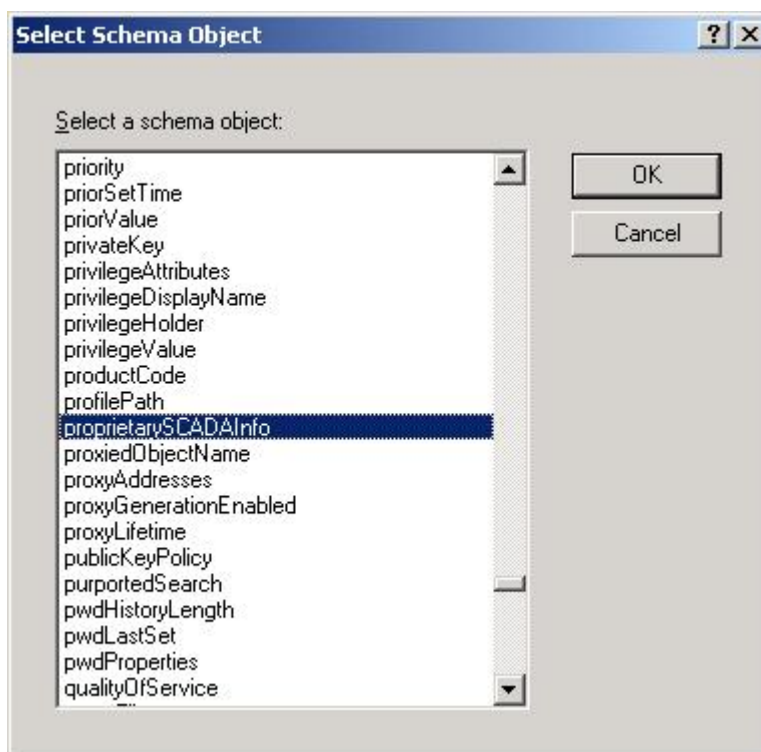 Select Schema Object
Select a schema object:
priority
priorSetTime
priorValue
privateKey
privilegeAttributes
privilegeDisplayName
privilegeHolder
privilegeValue
productCode
profilePath
proprietarySCADAInfo
proxiedObjectName
proxyAddresses
proxyGenerationEnabled
proxyLifetime
publicKeyPolicy
purportedSearch
pwdHistoryLength
pwdLastSet
pwdProperties
qualityOfService
OK
Cancel